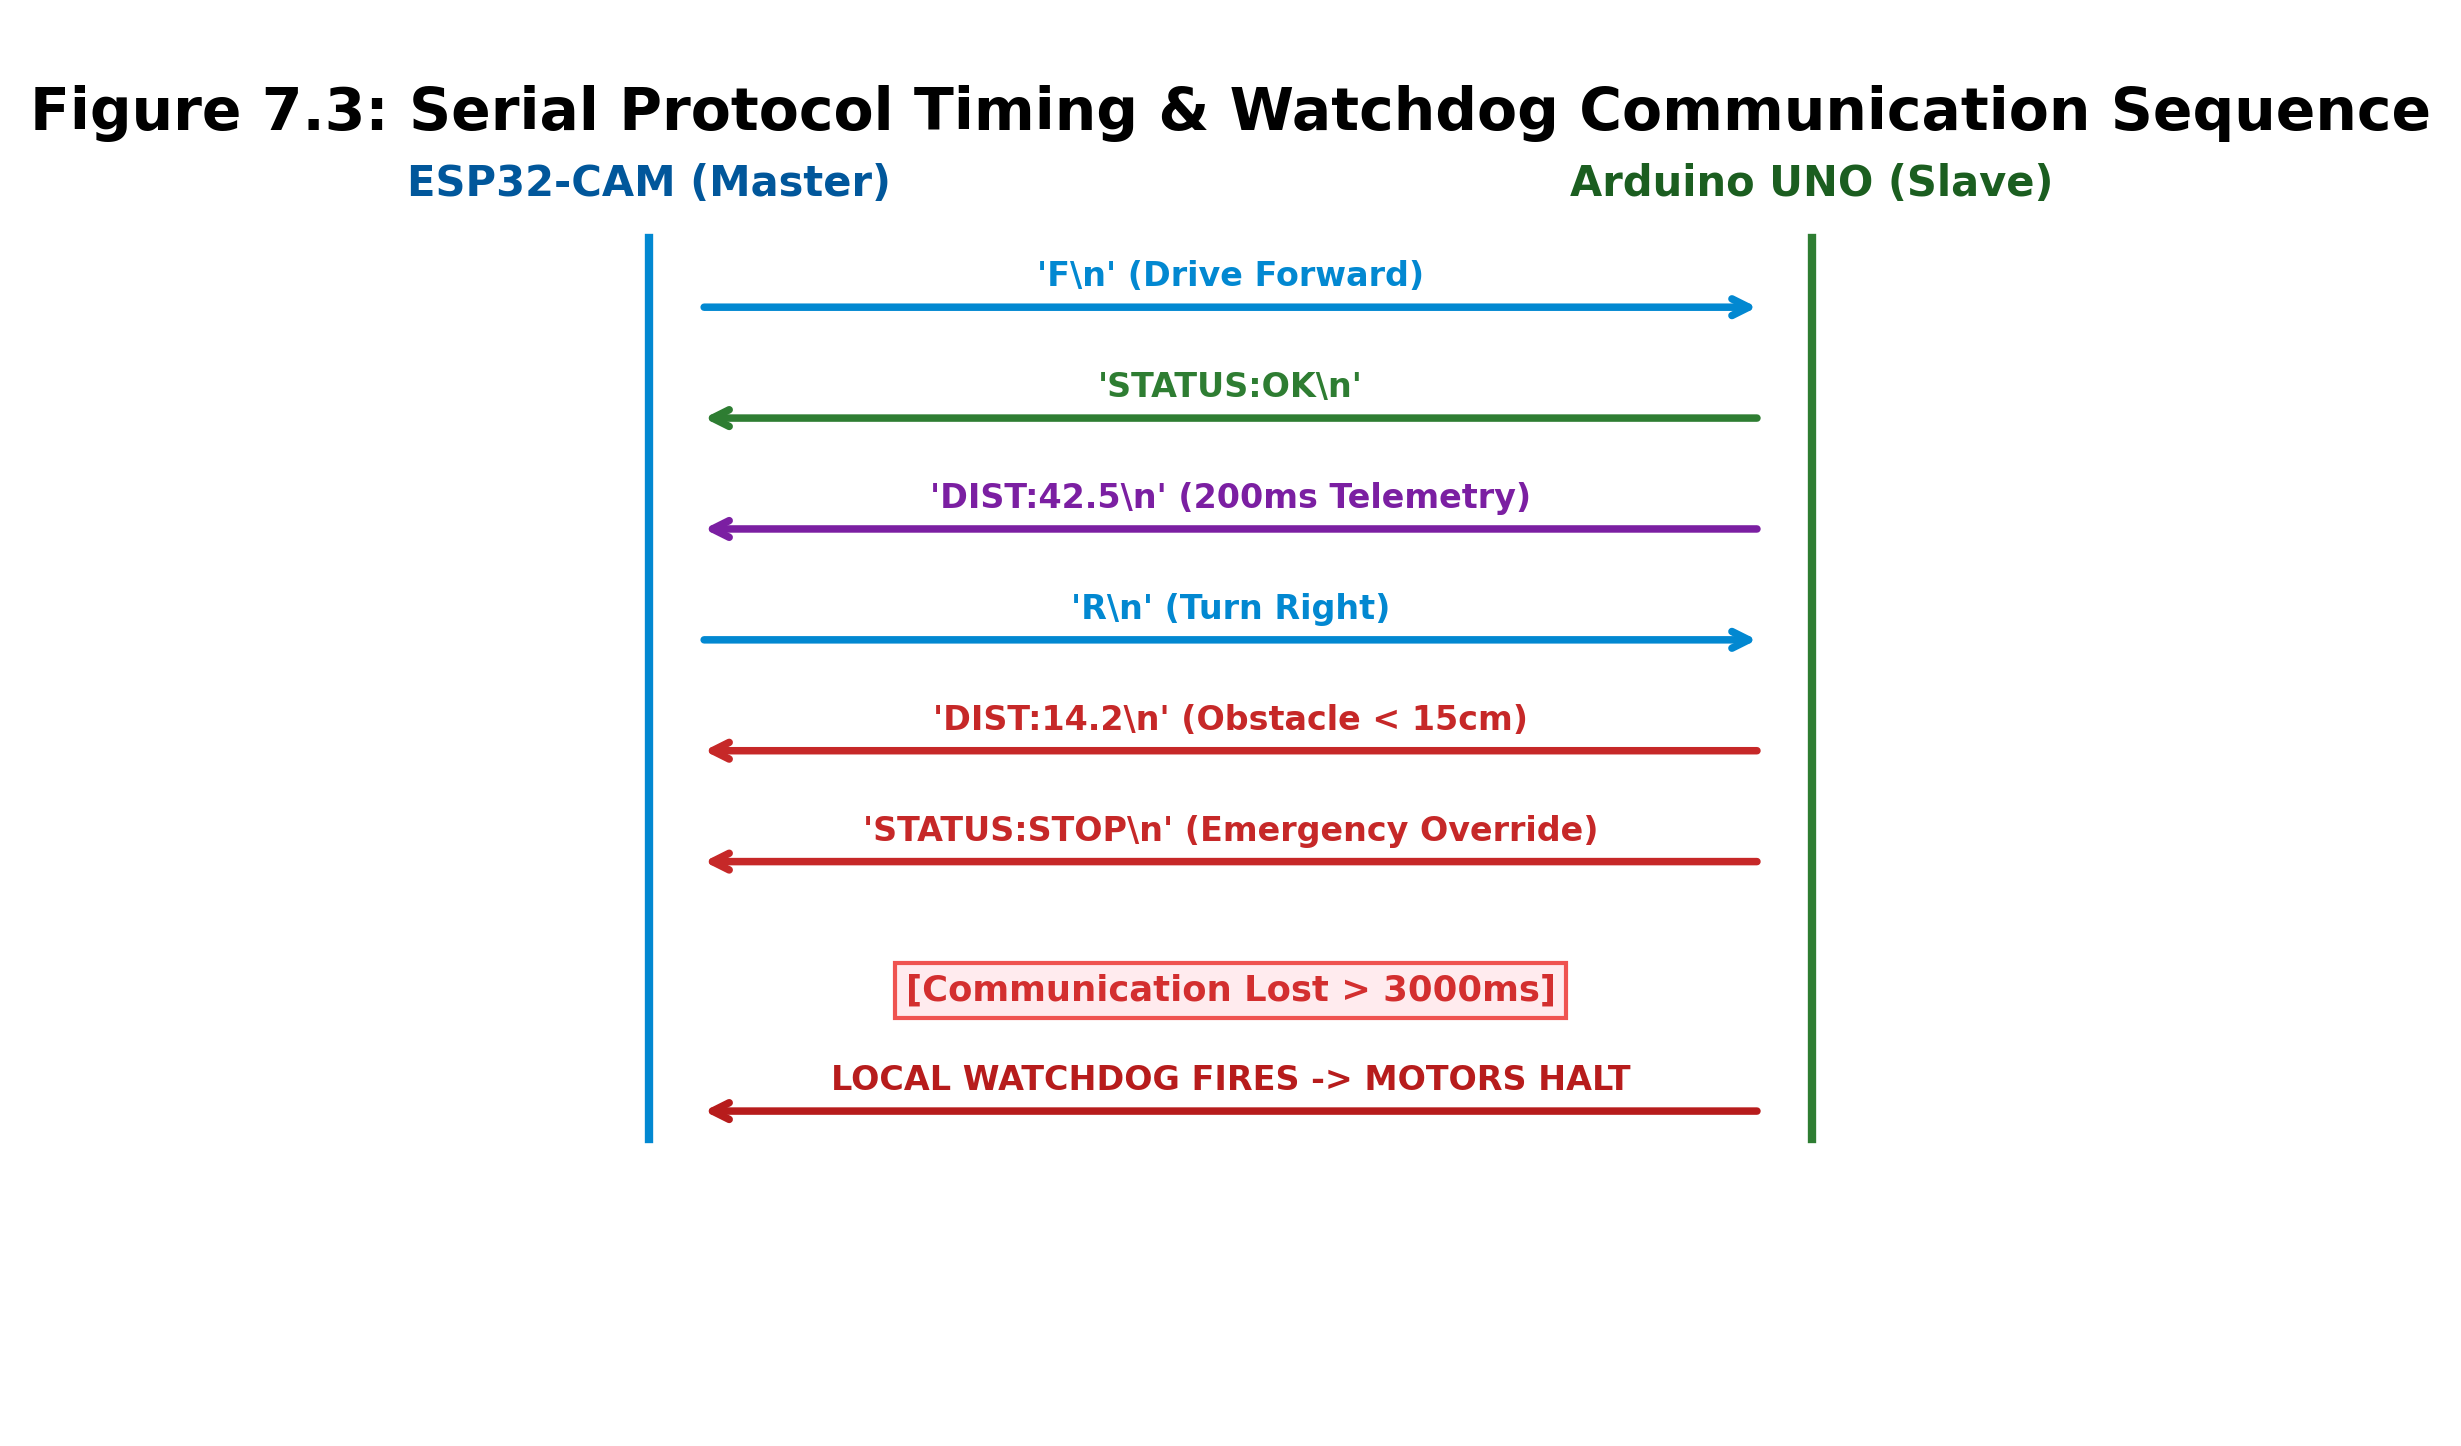 Figure 7.3: Serial Protocol Timing & Watchdog Communication Sequence
ESP32-CAM (Master)
Arduino UNO (Slave)
'F\n' (Drive Forward)
'STATUS:OK\n'
'DIST:42.5\n' (200ms Telemetry)
'R\n' (Turn Right)
'DIST:14.2\n' (Obstacle < 15cm)
'STATUS:STOP\n' (Emergency Override)
[Communication Lost > 3000ms]
LOCAL WATCHDOG FIRES -> MOTORS HALT